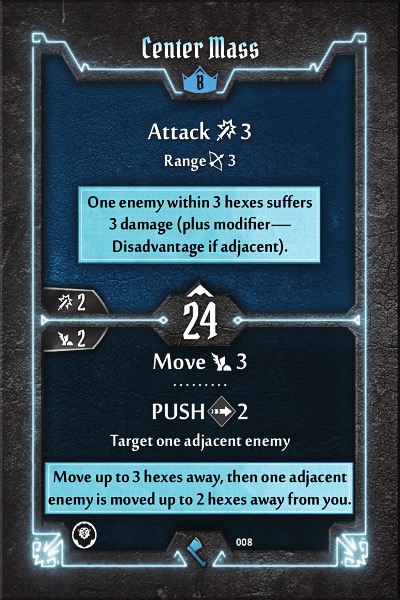 Center Mass
B
Attack 3
Range 3
One enemy within 3 hexes suffers
3 damage (plus modifier—
Disadvantage if adjacent).
2
24
2
Move 3
PUSH 2
Target one adjacent enemy
Move up to 3 hexes away, then one adjacent
enemy is moved up to 2 hexes away from you.
008